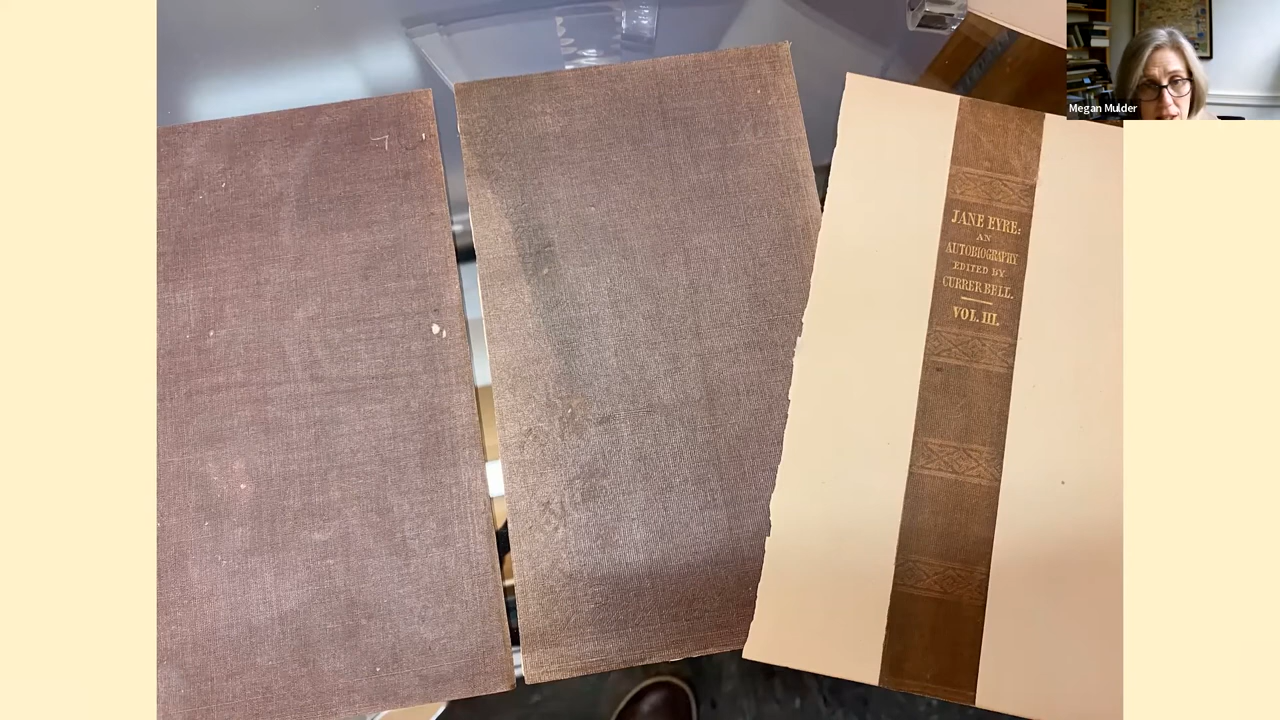 Megan Mulder
JANE EYRE:
AN
AUTOBIOGRAPHY
EDITED BY
CURRER BELL.
VOL. III.